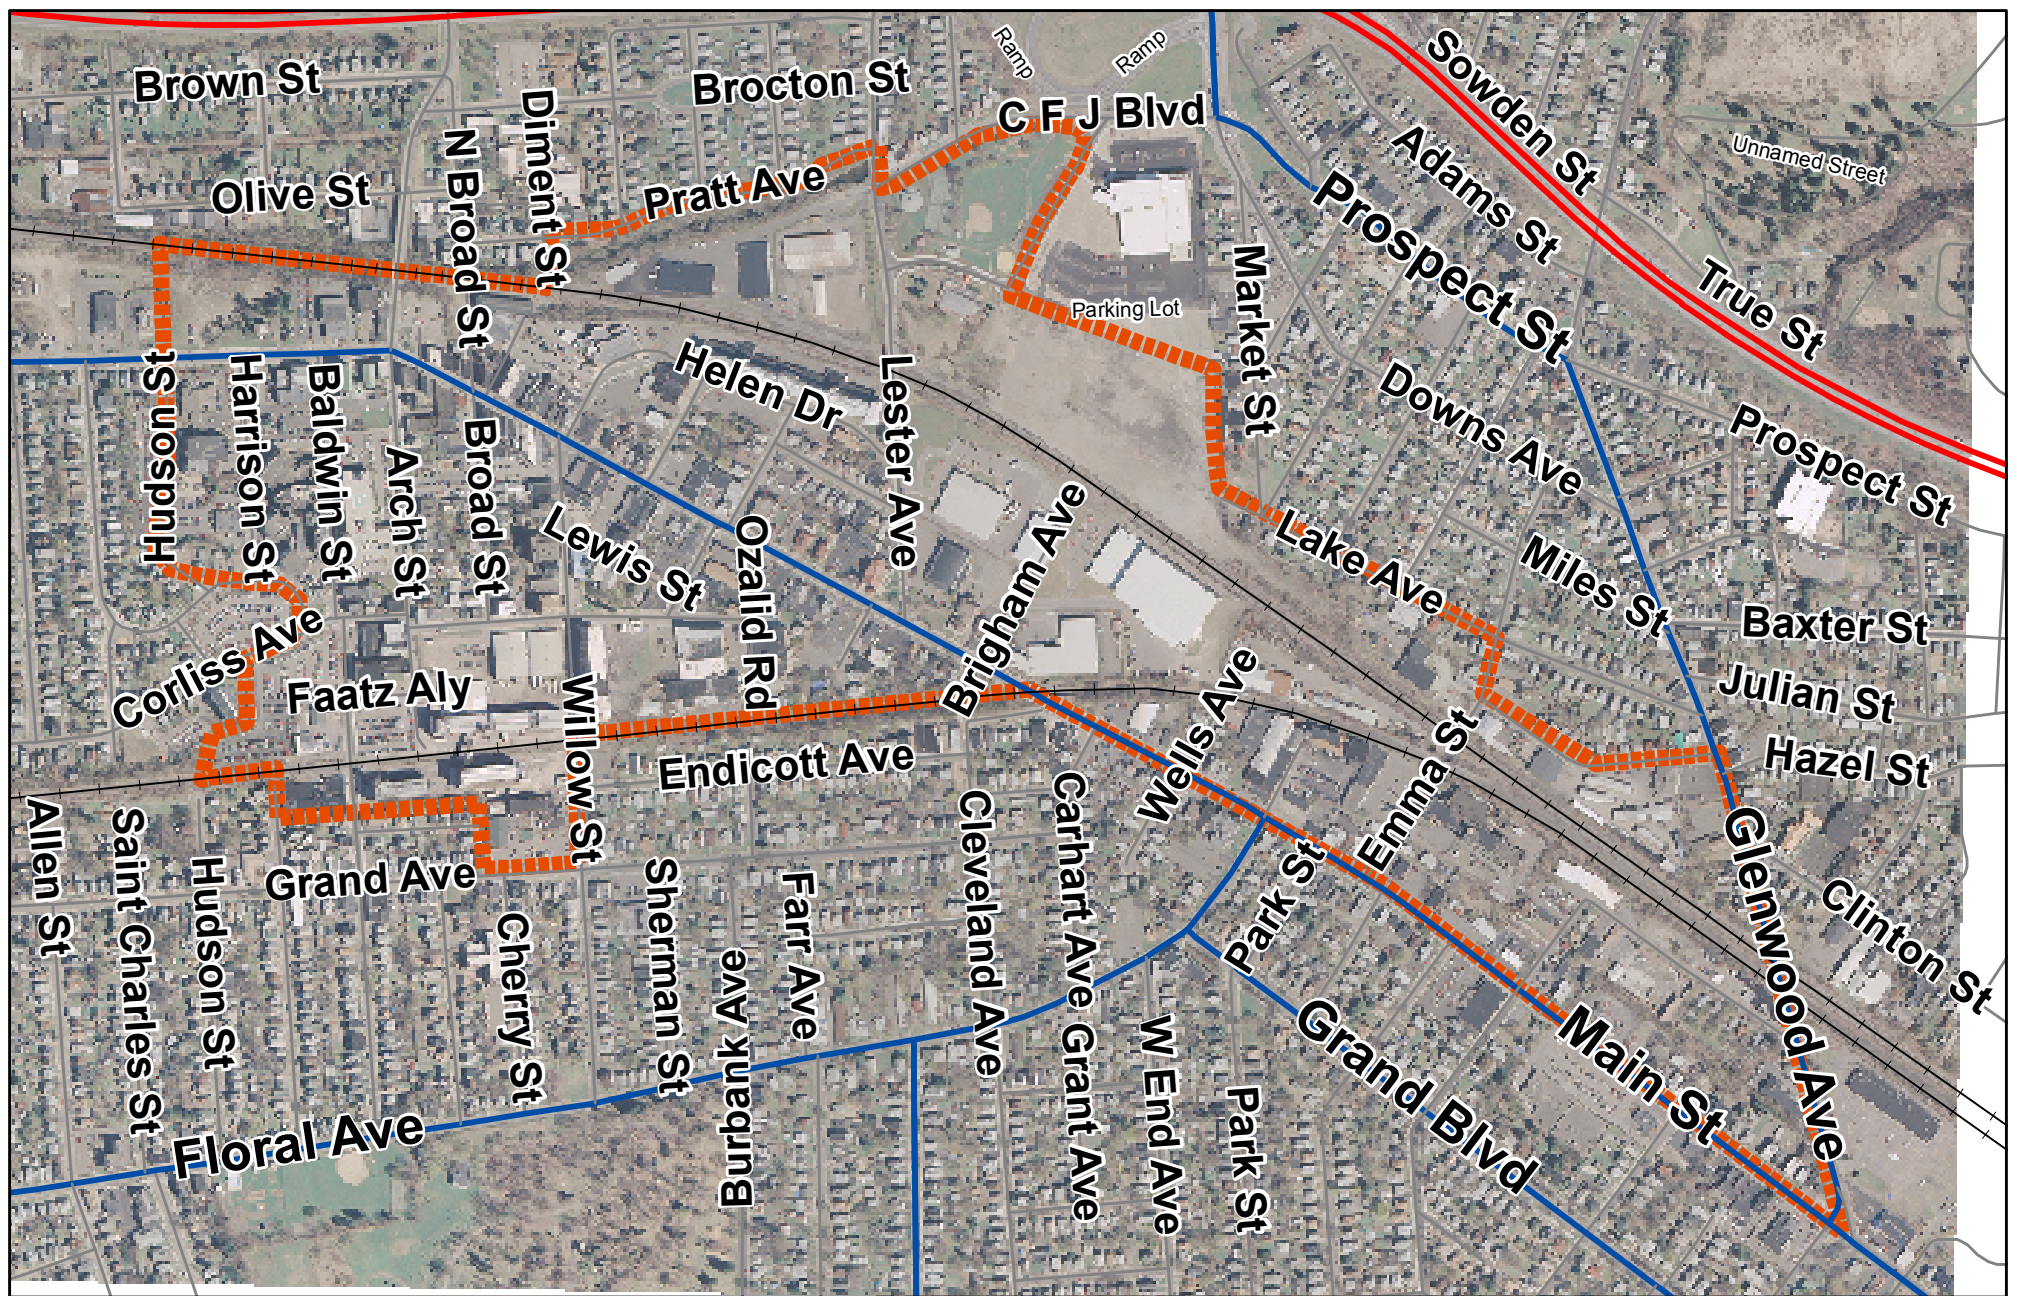 Brown St
Brocton St
Ramp
Ramp
Sowden St
C F J Blvd
Diment St
N Broad St
Adams St
Unnamed Street
Olive St
Pratt Ave
Prospect St
Market St
True St
Parking Lot
Hudson St
Harrison St
Baldwin St
Helen Dr
Lester Ave
Downs Ave
Prospect St
Arch St
Broad St
Lewis St
Ozalid Rd
Brigham Ave
Lake Ave
Miles St
Baxter St
Corliss Ave
Faatz Aly
Willow St
Wells Ave
Julian St
Emma St
Hazel St
Endicott Ave
Allen St
Saint Charles St
Hudson St
Grand Ave
Cleveland Ave
Carhart Ave
Grant Ave
Glenwood Ave
Clinton St
Sherman St
Farr Ave
Park St
Cherry St
Burbank Ave
W End Ave
Park St
Grand Blvd
Main St
Floral Ave